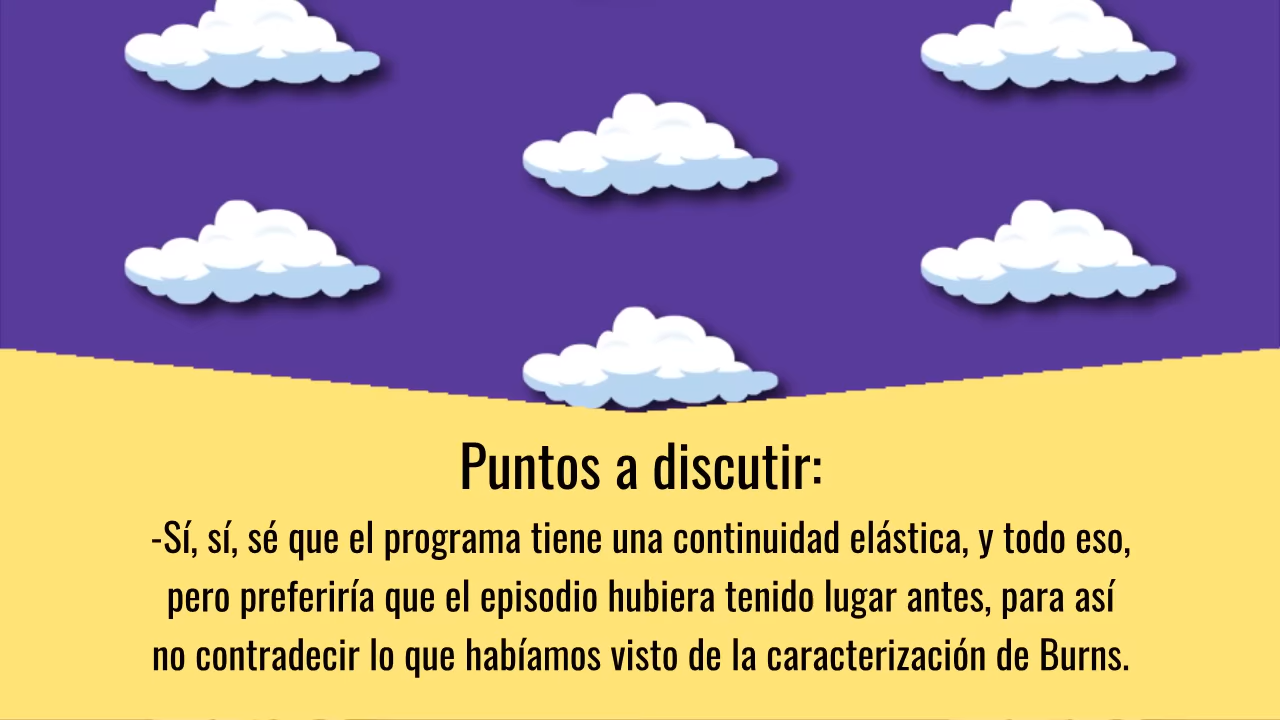 Puntos a discutir:
-Sí, sí, sé que el programa tiene una continuidad elástica, y todo eso,
pero preferiría que el episodio hubiera tenido lugar antes, para así
no contradecir lo que habíamos visto de la caracterización de Burns.